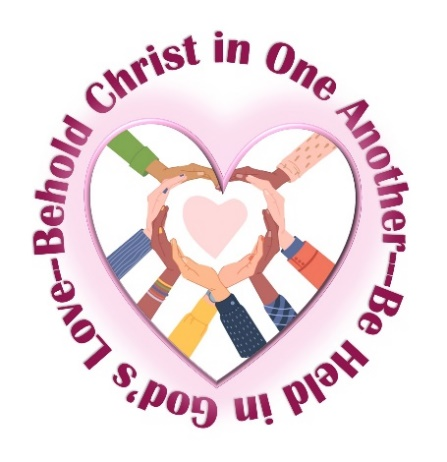 Behold Christ in One Another--Be Held in God's Love--